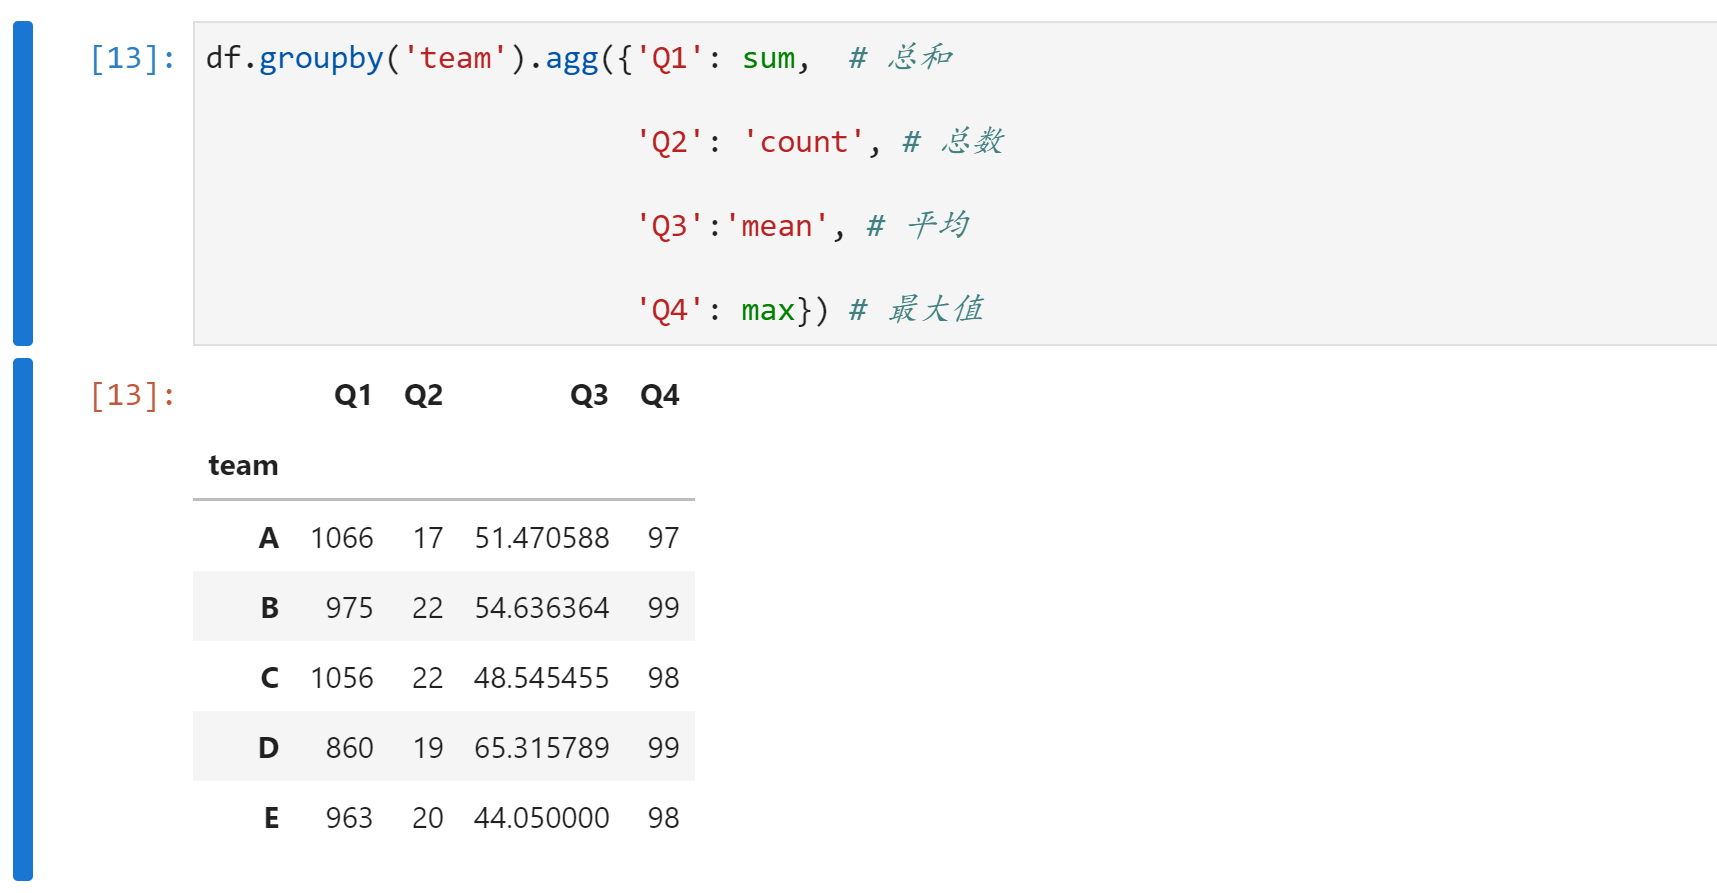 [13]: df.groupby('team').agg({'Q1': sum,  # 总和
'Q2': 'count', # 总数
'Q3':'mean', # 平均
'Q4': max}) # 最大值
[13]: Q1 Q2 Q3 Q4
team
A 1066 17 51.470588 97
B 975 22 54.636364 99
C 1056 22 48.545455 98
D 860 19 65.315789 99
E 963 20 44.050000 98